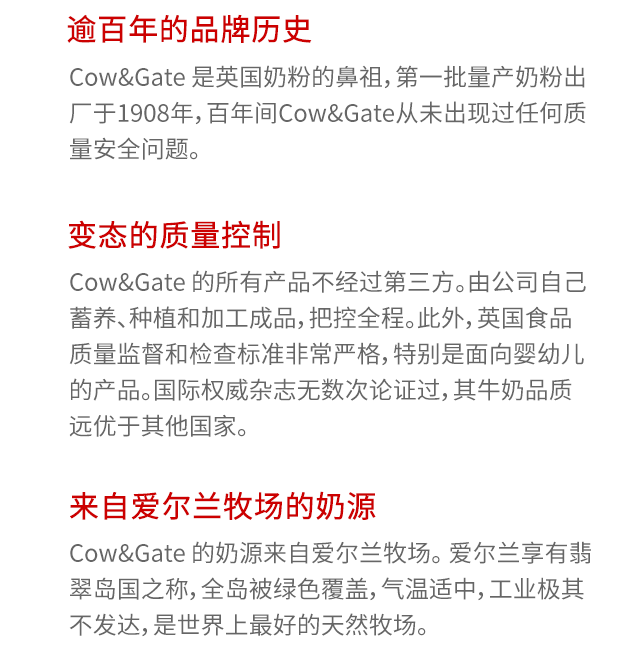 逾百年的品牌历史
Cow&Gate 是英国奶粉的鼻祖，第一批量产奶粉出
厂于1908年，百年间Cow&Gate从未出现过任何质
量安全问题。
变态的质量控制
Cow&Gate 的所有产品不经过第三方。由公司自己
蓄养、种植和加工成品，把控全程。此外，英国食品
质量监督和检查标准非常严格，特别是面向婴幼儿
的产品。国际权威杂志无数次论证过，其牛奶品质
远优于其他国家。
来自爱尔兰牧场的奶源
Cow&Gate 的奶源来自爱尔兰牧场。爱尔兰享有翡
翠岛国之称，全岛被绿色覆盖，气温适中，工业极其
不发达，是世界上最好的天然牧场。